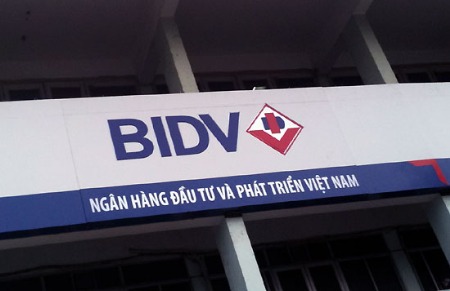 BIDV
NGÂN HÀNG ĐẦU TƯ VÀ PHÁT TRIỂN VIỆT NAM